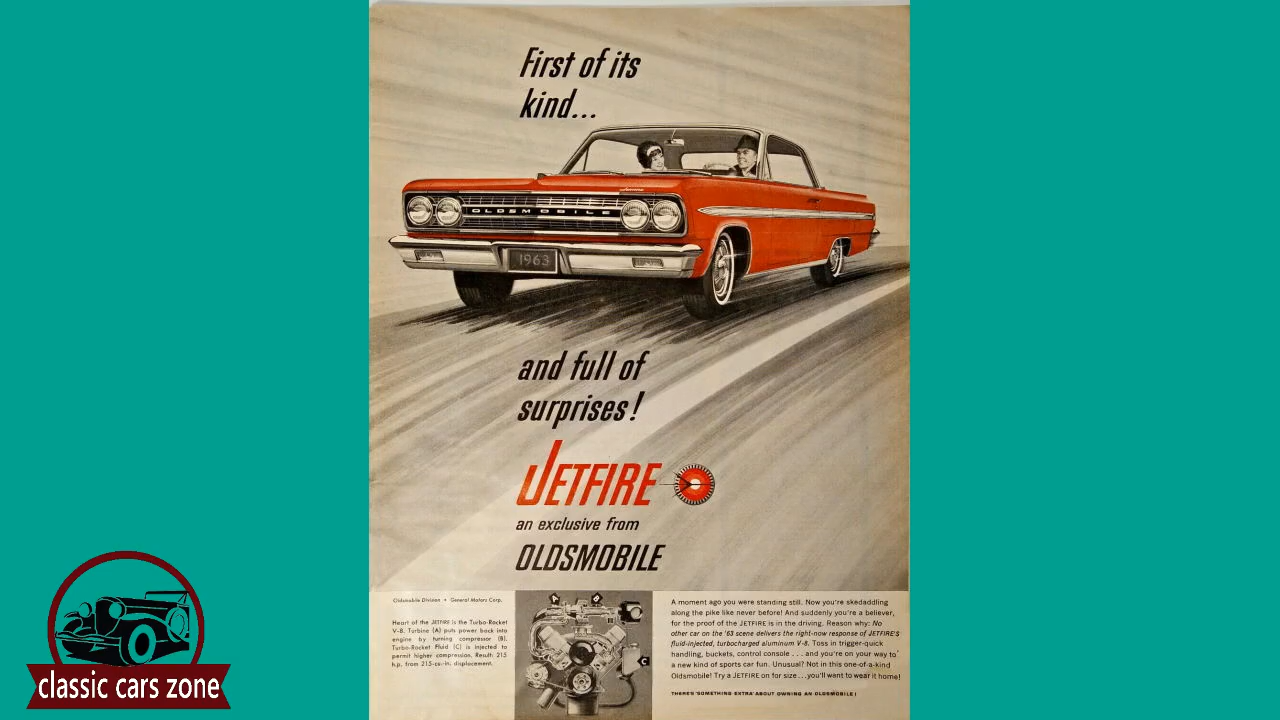 First of its
kind...
OLDSMOBILE
1963
and full of
surprises!
JETFIRE
an exclusive from
OLDSMOBILE
Oldsmobile Division • General Motors Corp.
Heart of the JETFIRE is the Turbo-Rocket
V-8. Turbine (A) puts power back into
engine by turning compressor (B).
Turbo-Rocket Fluid (C) is injected to
permit higher compression. Result: 215
h.p. from 215-cu.-in. displacement.
A
B
C
A moment ago you were standing still. Now you're skedaddling
along the pike like never before! And suddenly you're a believer,
for the proof of the JETFIRE is in the driving. Reason why: No
other car on the '63 scene delivers the right-now response of JETFIRE'S
fluid-injected, turbocharged aluminum V-8. Toss in trigger-quick
handling, buckets, control console . . . and you're on your way to
a new kind of sports car fun. Unusual? Not in this one-of-a-kind
Oldsmobile! Try a JETFIRE on for size...you'll want to wear it home!
THERE'S 'SOMETHING EXTRA' ABOUT OWNING AN OLDSMOBILE!
classic cars zone